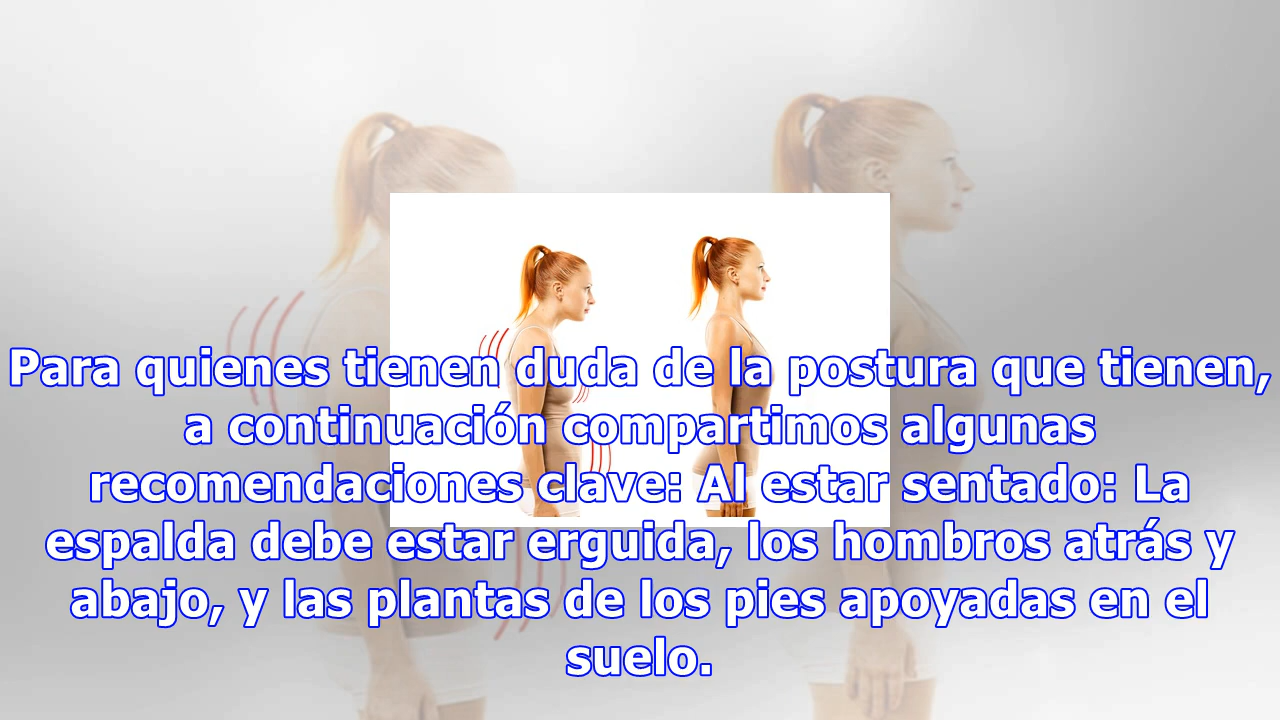 Para quienes tienen duda de la postura que tienen,
a continuación compartimos algunas
recomendaciones clave: Al estar sentado: La
espalda debe estar erguida, los hombros atrás y
abajo, y las plantas de los pies apoyadas en el
suelo.